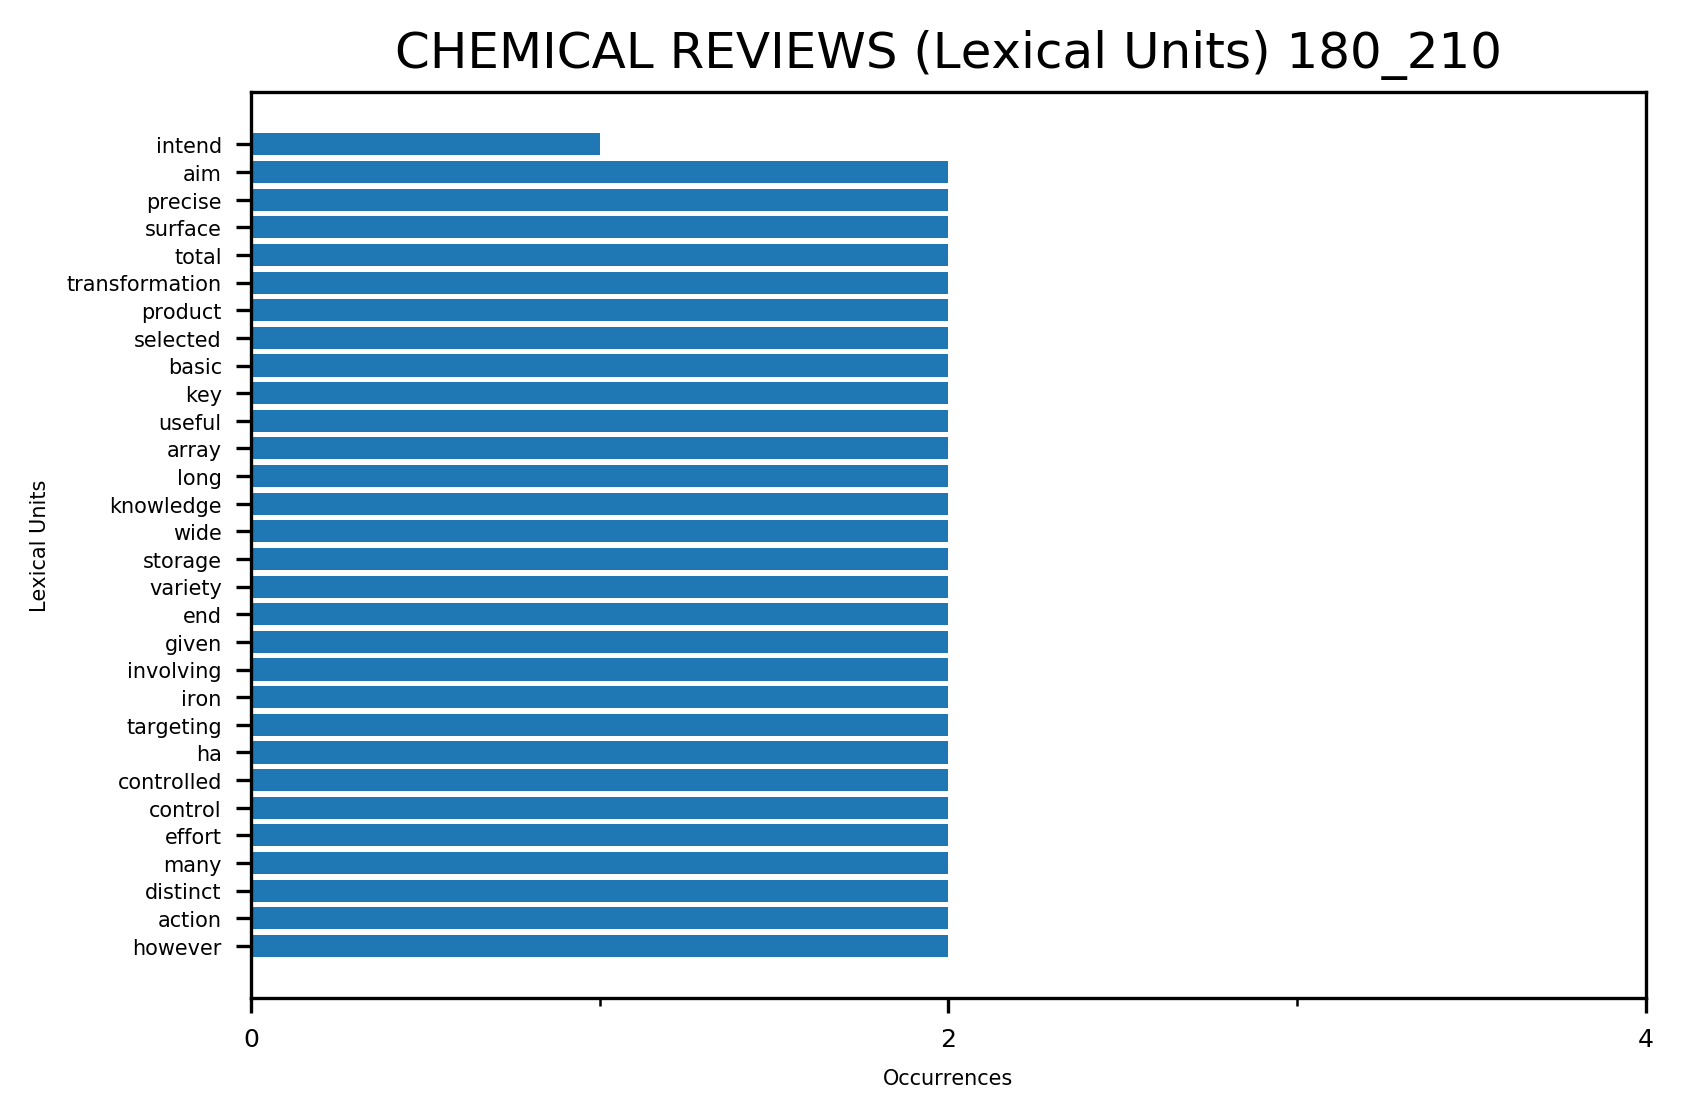 CHEMICAL REVIEWS (Lexical Units) 180_210
intend
aim
precise
surface
total
transformation
product
selected
basic
key
useful
array
long
knowledge
wide
storage
variety
end
given
involving
iron
targeting
ha
controlled
control
effort
many
distinct
action
however
Lexical Units
0 2 4
Occurrences